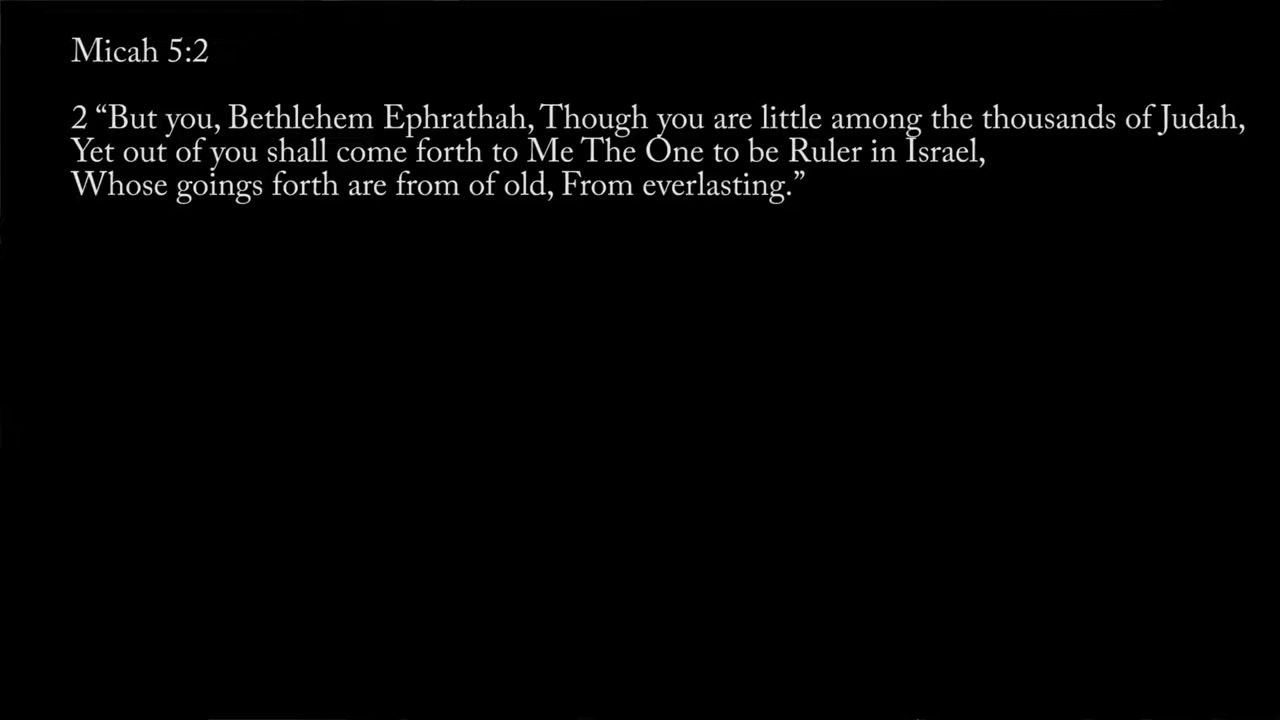 Micah 5:2
2 “But you, Bethlehem Ephrathah, Though you are little among the thousands of Judah,
Yet out of you shall come forth to Me The One to be Ruler in Israel,
Whose goings forth are from of old, From everlasting.”